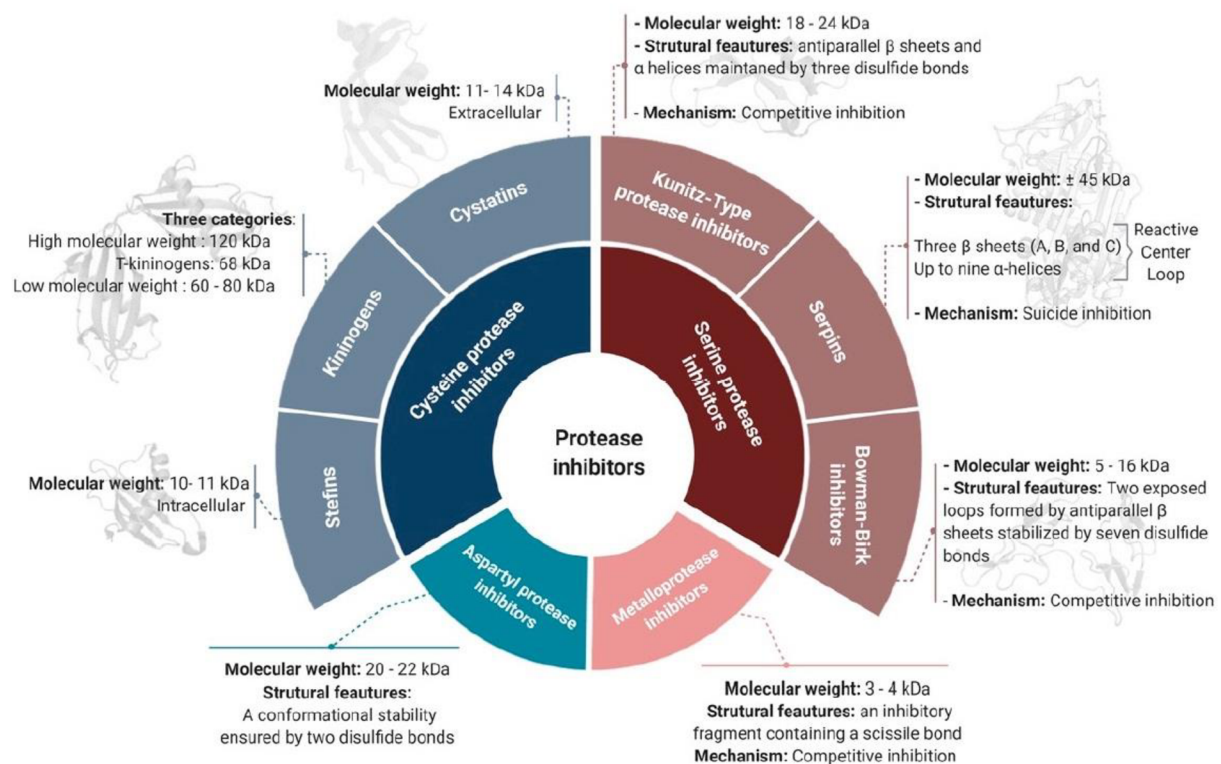 - Molecular weight: 18 - 24 kDa
- Strutural feautures: antiparallel β sheets and
α helices maintaned by three disulfide bonds
- Mechanism: Competitive inhibition
Molecular weight: 11- 14 kDa
Extracellular
- Molecular weight: ± 45 kDa
- Strutural feautures:
Three β sheets (A, B, and C)
Up to nine α-helices
Reactive
Center
Loop
- Mechanism: Suicide inhibition
Three categories:
High molecular weight : 120 kDa
T-kininogens: 68 kDa
Low molecular weight : 60 - 80 kDa
Cystatins
Kunitz-Type
protease inhibitors
Kininogens
Serpins
Cysteine protease
inhibitors
Serine protease
inhibitors
Protease
inhibitors
Stefins
Bowman-Birk
inhibitors
Molecular weight: 10- 11 kDa
Intracellular
- Molecular weight: 5 - 16 kDa
- Strutural feautures: Two exposed
loops formed by antiparallel β
sheets stabilized by seven disulfide
bonds
- Mechanism: Competitive inhibition
Aspartyl protease
inhibitors
Metalloprotease
inhibitors
Molecular weight: 20 - 22 kDa
Strutural feautures:
A conformational stability
ensured by two disulfide bonds
Molecular weight: 3 - 4 kDa
Strutural feautures: an inhibitory
fragment containing a scissile bond
Mechanism: Competitive inhibition